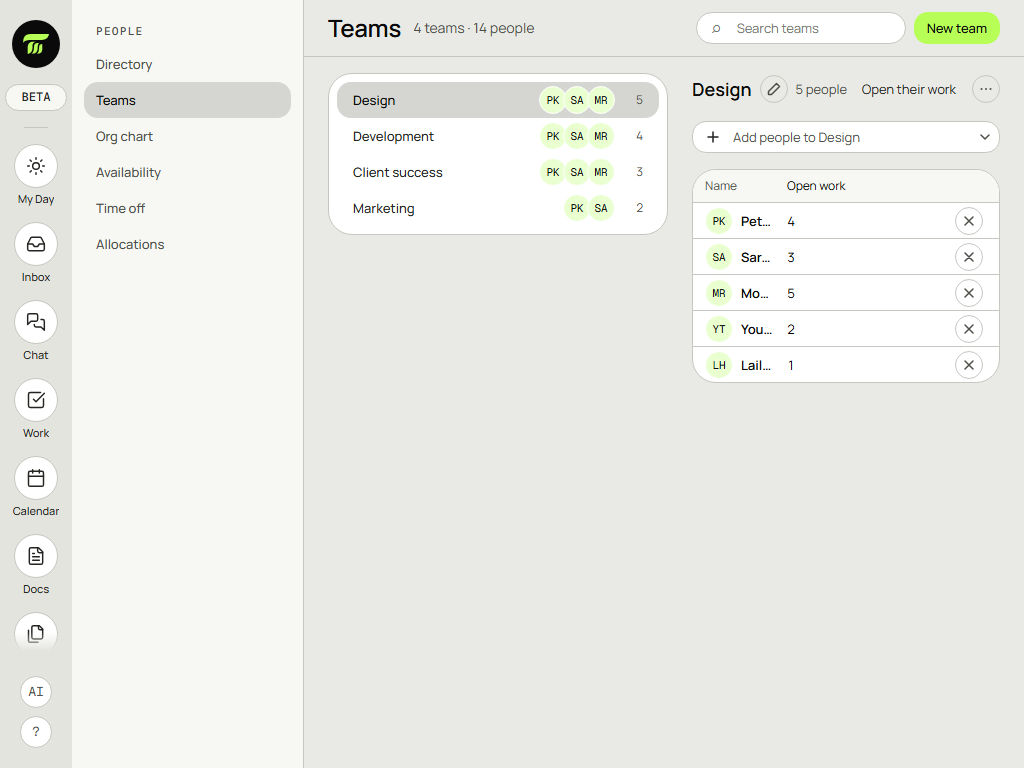 BETA
My Day
Inbox
Chat
Work
Calendar
Docs
AI
?
PEOPLE
Directory
Teams
Org chart
Availability
Time off
Allocations
Teams 4 teams · 14 people
Search teams
New team
Design PK SA MR 5
Development PK SA MR 4
Client success PK SA MR 3
Marketing PK SA 2
Design 5 people Open their work
Add people to Design
Name Open work
PK Pet... 4
SA Sar... 3
MR Mo... 5
YT You... 2
LH Lail... 1